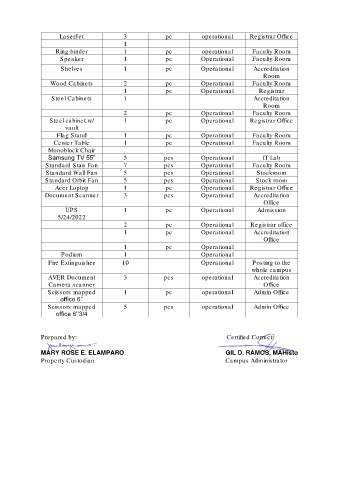 LaserJet 3 pc operational Registrar Office
1
Ring binder 1 pc operational Faculty Room
Speaker 1 pc Operational Faculty Room
Shelves 1 pc Operational Accreditation
Room
Wood Cabinets 2 pc Operational Faculty Room
1 pc Operational Registrar
Steel Cabinets 1 Operational Accreditation
Room
2 pc Operational Faculty Room
Steel cabinet w/ 1 pc Operational Registrar Office
vault
Flag Stand 1 pc Operational Faculty Room
Center Table 1 pc Operational Faculty Room
Monoblock Chair
Samsung TV 55" 5 pcs Operational IT Lab
Standard Stan Fan 7 pcs Operational Faculty Room
Standard Wall Fan 5 pcs Operational Stockroom
Standard Orbit Fan 5 pcs Operational Stock room
Acer Loptop 1 pc Operational Registrar Office
Document Scanner 3 pcs Operational Accreditation
Office
UPS 1 pc Operational Admission
5/24/2022
2 pc Operational Registrar office
1 pc Operational Accreditation
Office
1 pc Operational
Podium 1 Operational
Fire Extinguisher 10 Operational Posting to the
whole campus
AVER Document 3 pcs operational Accreditation
Camera scanner Office
Scissors mapped 1 pc Operational Admin Office
office 6"
Scissors mapped 5 pcs operational Admin Office
office 6"3/4
Prepared by: Certified Correct:
MARY ROSE E. ELAMPARO GIL D. RAMOS, MAHisto
Property Custodian Campus Administrator